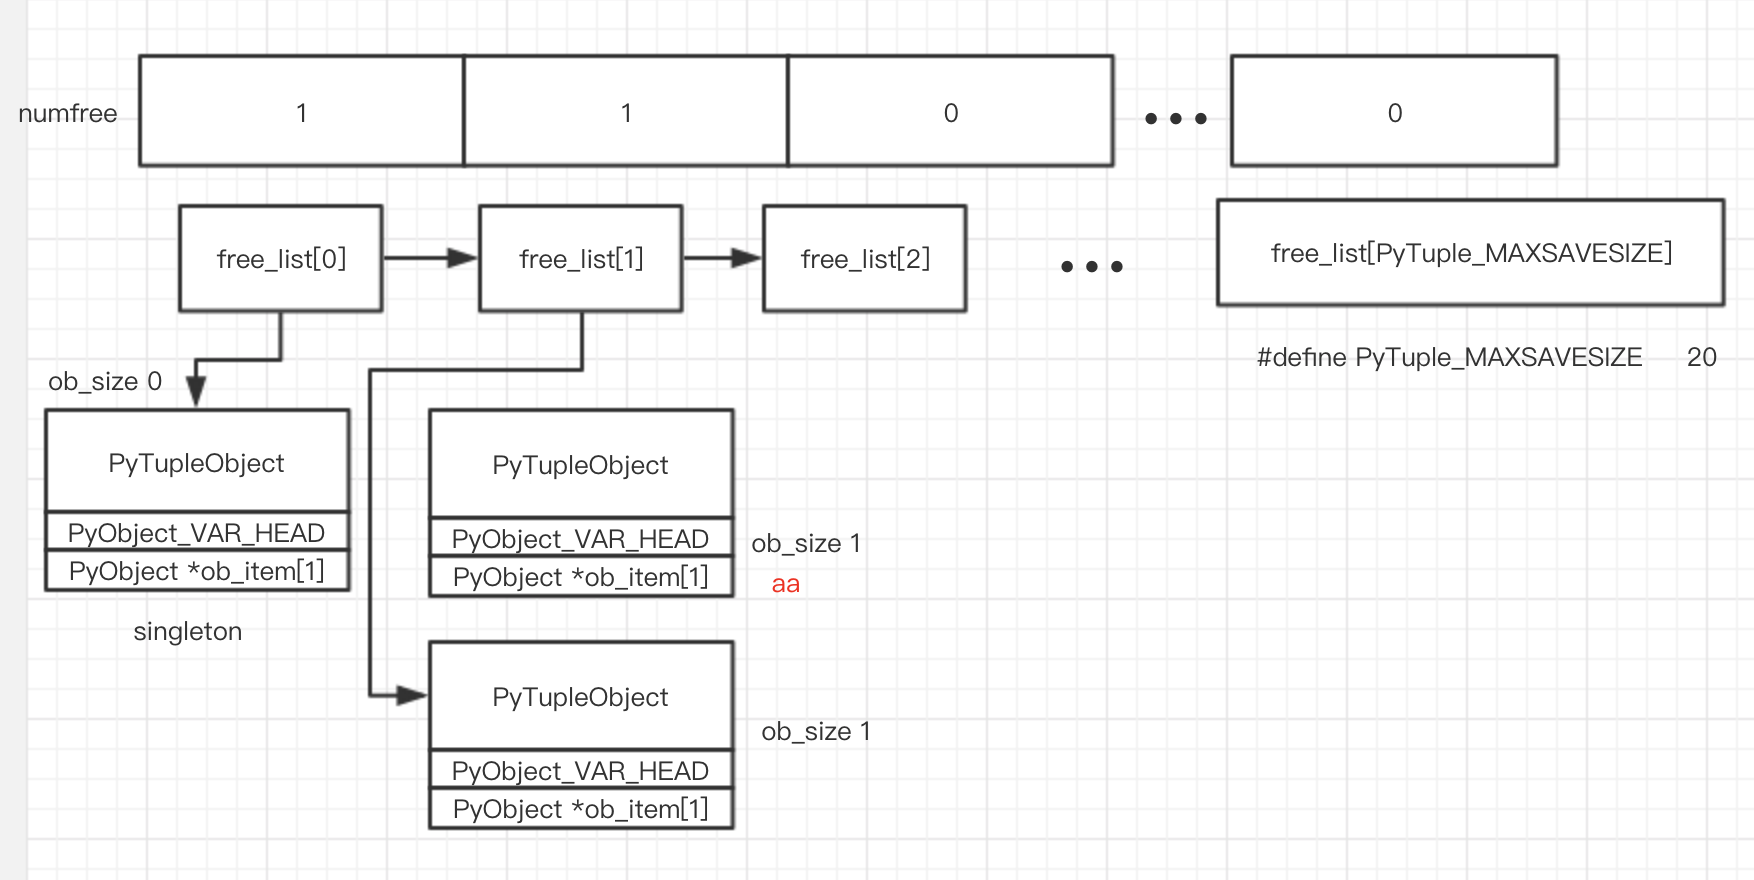 numfree
1
1
0
0
free_list[0]
free_list[1]
free_list[2]
free_list[PyTuple_MAXSAVESIZE]
#define PyTuple_MAXSAVESIZE 20
ob_size 0
PyTupleObject
PyObject_VAR_HEAD
PyObject *ob_item[1]
singleton
PyTupleObject
PyObject_VAR_HEAD
PyObject *ob_item[1]
ob_size 1
aa
PyTupleObject
PyObject_VAR_HEAD
PyObject *ob_item[1]
ob_size 1